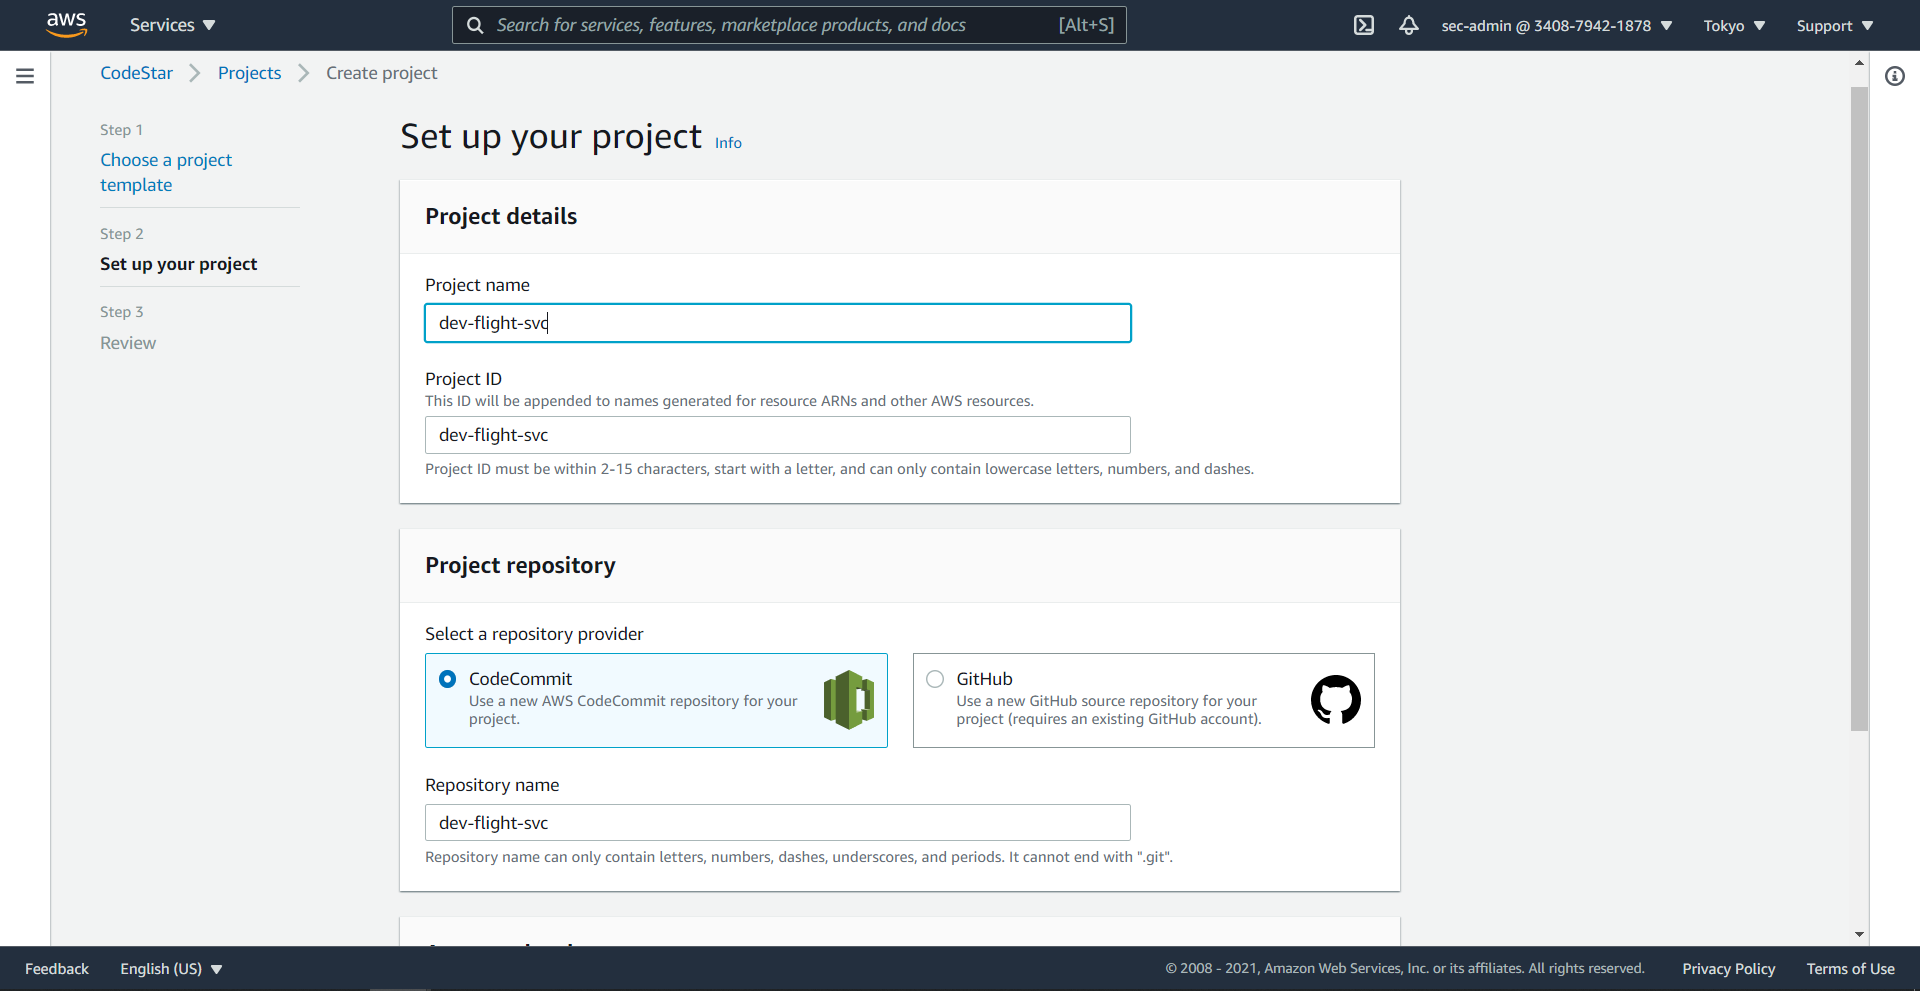 aws
Services
Search for services, features, marketplace products, and docs
[Alt+S]
sec-admin @ 3408-7942-1878
Tokyo
Support
CodeStar
Projects
Create project
Step 1
Choose a project
template
Step 2
Set up your project
Step 3
Review
Set up your project
Info
Project details
Project name
dev-flight-svc
Project ID
This ID will be appended to names generated for resource ARNs and other AWS resources.
dev-flight-svc
Project ID must be within 2-15 characters, start with a letter, and can only contain lowercase letters, numbers, and dashes.
Project repository
Select a repository provider
CodeCommit
Use a new AWS CodeCommit repository for your
project.
GitHub
Use a new GitHub source repository for your
project (requires an existing GitHub account).
Repository name
dev-flight-svc
Repository name can only contain letters, numbers, dashes, underscores, and periods. It cannot end with ".git".
Feedback
English (US)
© 2008 - 2021, Amazon Web Services, Inc. or its affiliates. All rights reserved.
Privacy Policy
Terms of Use